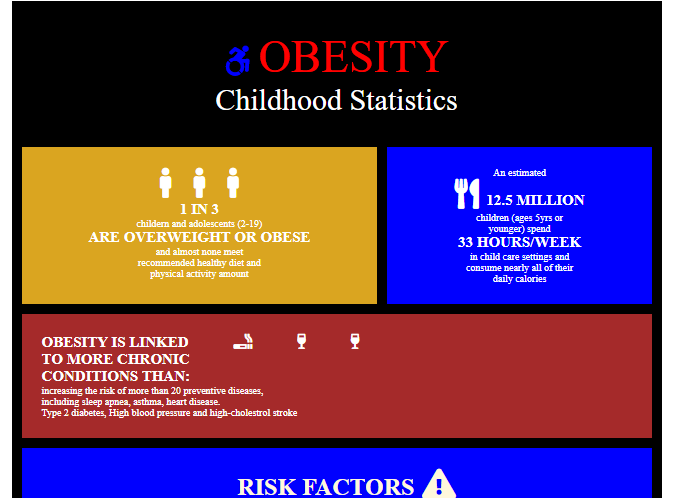 OBESITY
Childhood Statistics
1 IN 3
childern and adolescents (2-19)
ARE OVERWEIGHT OR OBESE
and almost none meet
recommended healthy diet and
physical activity amount
An estimated
12.5 MILLION
children (ages 5yrs or
younger) spend
33 HOURS/WEEK
in child care settings and
consume nearly all of their
daily calories
OBESITY IS LINKED
TO MORE CHRONIC
CONDITIONS THAN:
increasing the risk of more than 20 preventive diseases,
including sleep apnea, asthma, heart disease.
Type 2 diabetes, High blood pressure and high-cholestrol stroke
RISK FACTORS